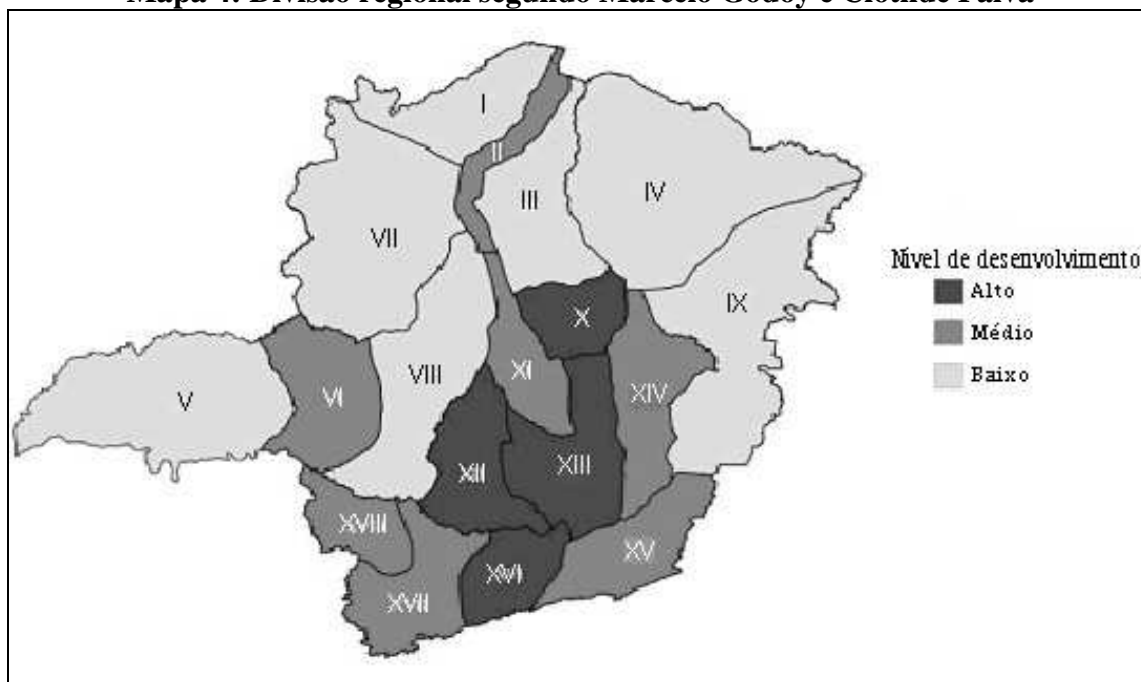 Mapa 4: Divisão regional segundo Marcelo Godoy e Clotilde Paiva
I
II
III
IV
VII
IX
X
VIII
XI
V
VI
XIV
XII
XIII
XVIII
XV
XVI
XVII
Nível de desenvolvimento
Alto
Médio
Baixo